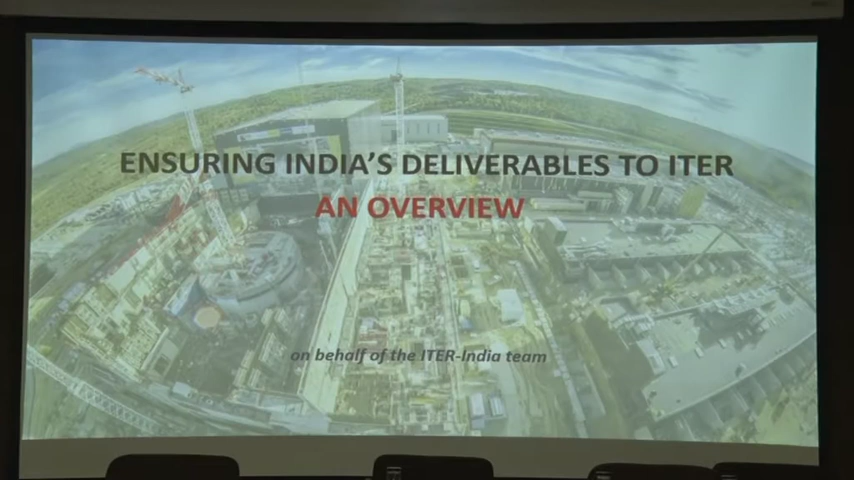 ENSURING INDIA'S DELIVERABLES TO ITER
AN OVERVIEW
on behalf of the ITER-India team